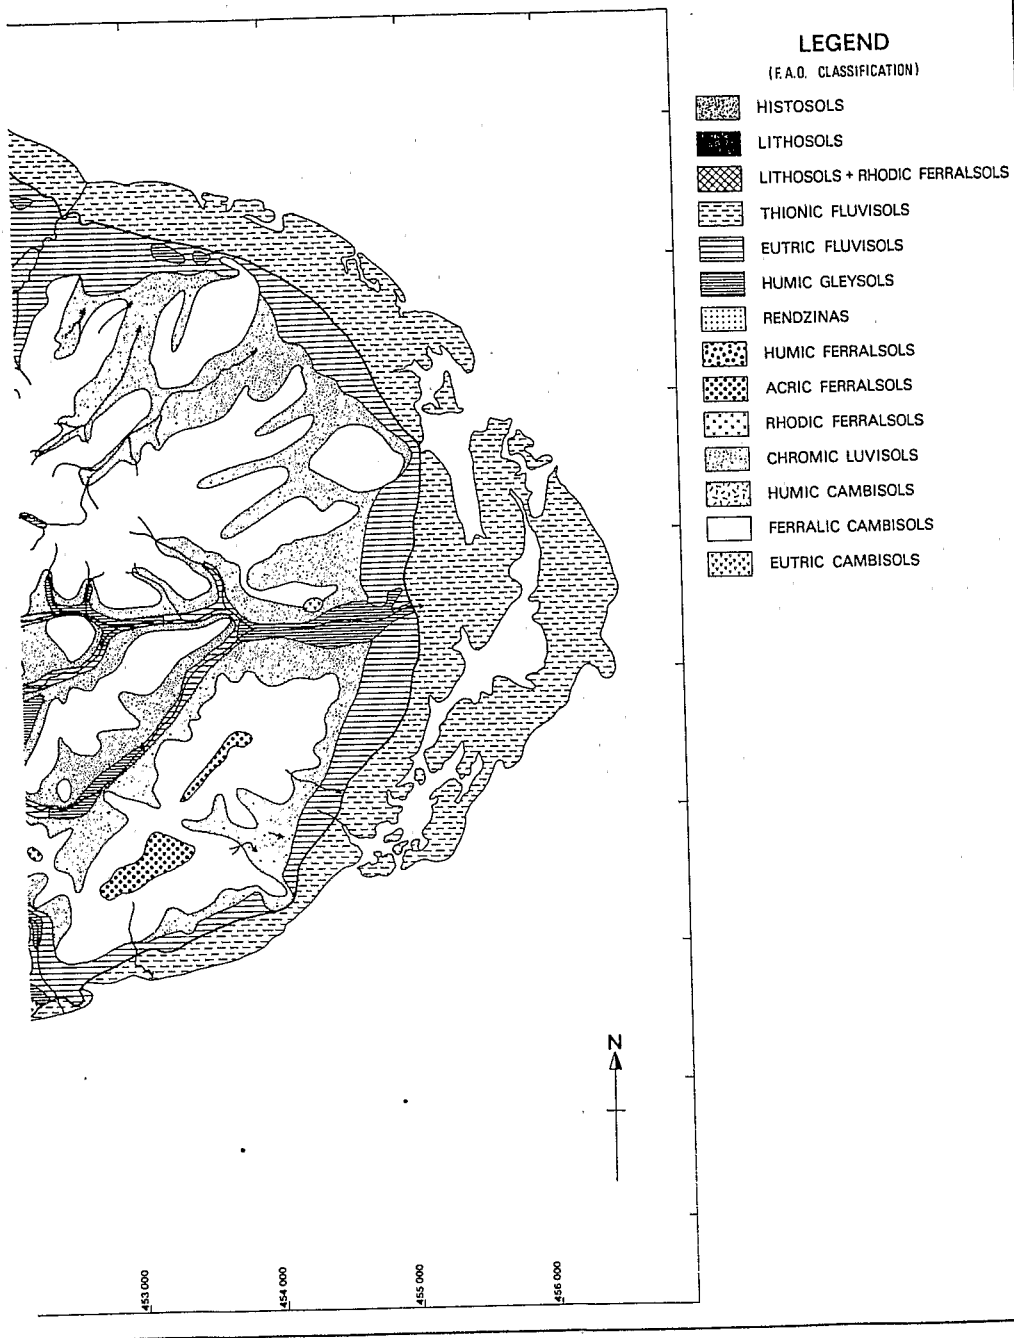 LEGEND
(F.A.O. CLASSIFICATION)
HISTOSOLS
LITHOSOLS
LITHOSOLS + RHODIC FERRALSOLS
THIONIC FLUVISOLS
EUTRIC FLUVISOLS
HUMIC GLEYSOLS
RENDZINAS
HUMIC FERRALSOLS
ACRIC FERRALSOLS
RHODIC FERRALSOLS
CHROMIC LUVISOLS
HUMIC CAMBISOLS
FERRALIC CAMBISOLS
EUTRIC CAMBISOLS
N
453 000
454 000
455 000
456 000